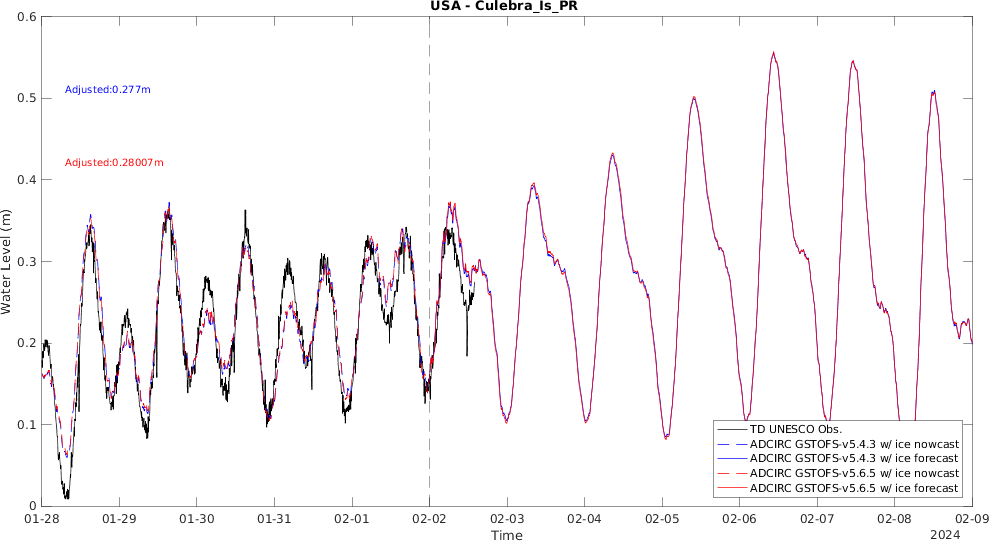 USA - Culebra_Is_PR
0.6
0.5
0.4
0.3
0.2
0.1
0
Water Level (m)
Adjusted:0.277m
Adjusted:0.28007m
TD UNESCO Obs.
ADCIRC GSTOFS-v5.4.3 w/ ice nowcast
ADCIRC GSTOFS-v5.4.3 w/ ice forecast
ADCIRC GSTOFS-v5.6.5 w/ ice nowcast
ADCIRC GSTOFS-v5.6.5 w/ ice forecast
01-28 01-29 01-30 01-31 02-01 02-02 02-03 02-04 02-05 02-06 02-07 02-08 02-09
Time
2024